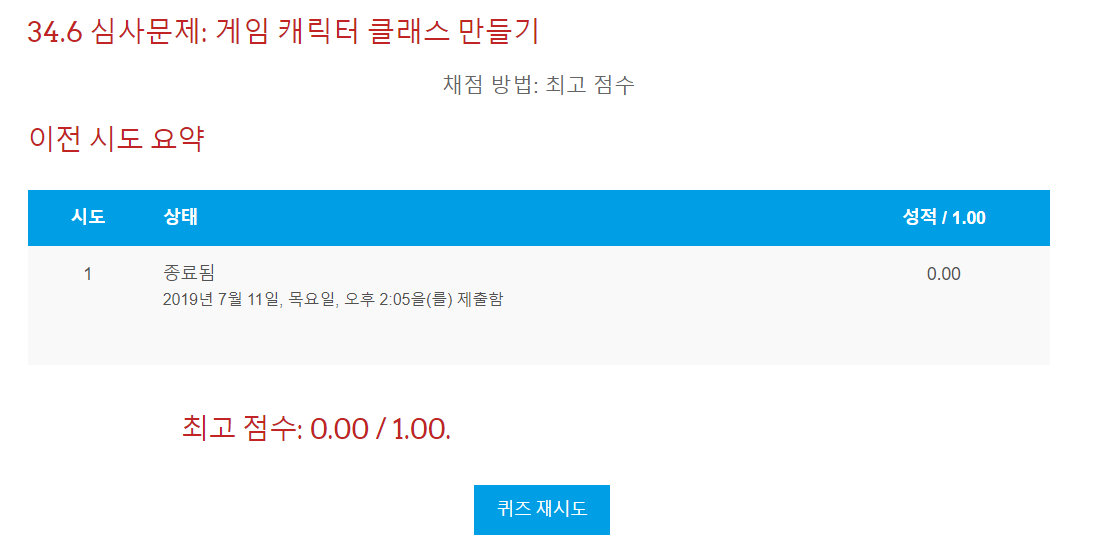 34.6 심사문제: 게임 캐릭터 클래스 만들기
채점 방법: 최고 점수
이전 시도 요약
시도 상태 성적 / 1.00
1 종료됨 0.00
2019년 7월 11일, 목요일, 오후 2:05을(를) 제출함
최고 점수: 0.00 / 1.00.
퀴즈 재시도